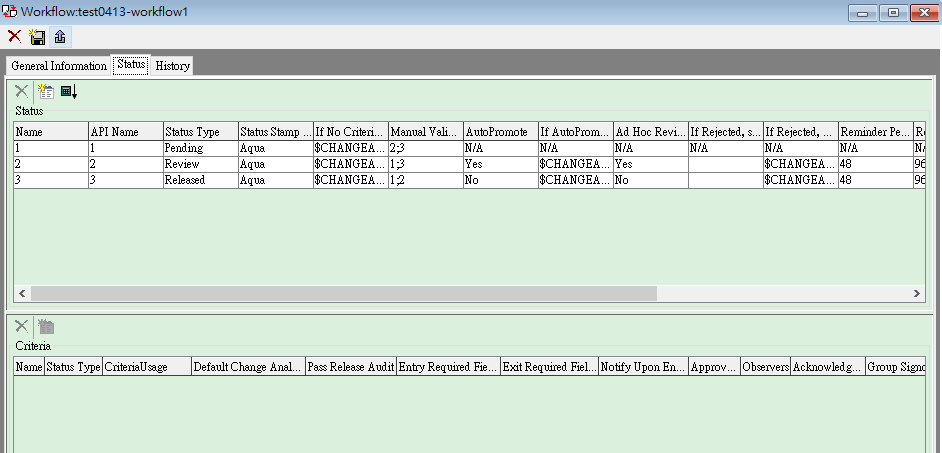 Workflow:test0413-workflow1
General Information Status History
Status
Name API Name Status Type Status Stamp ... If No Criteri... Manual Vali... AutoPromote If AutoProm... Ad Hoc Revi... If Rejected, s... If Rejected, ... Reminder Pe...
1 1 Pending Aqua $CHANGEA... 2;3 N/A N/A N/A N/A N/A N/A
2 2 Review Aqua $CHANGEA... 1;3 Yes $CHANGEA... Yes $CHANGEA... 48 96
3 3 Released Aqua $CHANGEA... 1;2 No $CHANGEA... No $CHANGEA... 48 96
Criteria
Name Status Type CriteriaUsage Default Change Anal... Pass Release Audit Entry Required Fie... Exit Required Fiel... Notify Upon En... Approv... Observers Acknowledg... Group Signo